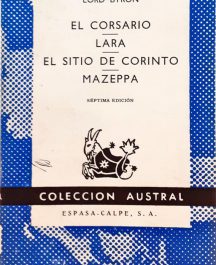 LORD BYRON
EL CORSARIO
LARA
EL SITIO DE CORINTO
MAZEPPA
SÉPTIMA EDICIÓN
COLECCION AUSTRAL
ESPASA-CALPE, S. A.